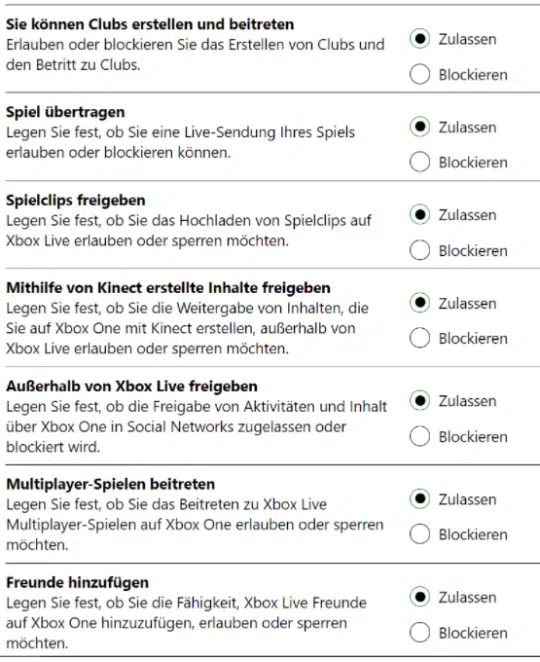 Sie können Clubs erstellen und beitreten
Erlauben oder blockieren Sie das Erstellen von Clubs und
den Betritt zu Clubs.
Zulassen
Blockieren
Spiel übertragen
Legen Sie fest, ob Sie eine Live-Sendung Ihres Spiels
erlauben oder blockieren können.
Zulassen
Blockieren
Spielclips freigeben
Legen Sie fest, ob Sie das Hochladen von Spielclips auf
Xbox Live erlauben oder sperren möchten.
Zulassen
Blockieren
Mithilfe von Kinect erstellte Inhalte freigeben
Legen Sie fest, ob Sie die Weitergabe von Inhalten, die
Sie auf Xbox One mit Kinect erstellen, außerhalb von
Xbox Live erlauben oder sperren möchten.
Zulassen
Blockieren
Außerhalb von Xbox Live freigeben
Legen Sie fest, ob die Freigabe von Aktivitäten und Inhalt
über Xbox One in Social Networks zugelassen oder
blockiert wird.
Zulassen
Blockieren
Multiplayer-Spielen beitreten
Legen Sie fest, ob Sie das Beitreten zu Xbox Live
Multiplayer-Spielen auf Xbox One erlauben oder sperren
möchten.
Zulassen
Blockieren
Freunde hinzufügen
Legen Sie fest, ob Sie die Fähigkeit, Xbox Live Freunde
auf Xbox One hinzuzufügen, erlauben oder sperren
möchten.
Zulassen
Blockieren